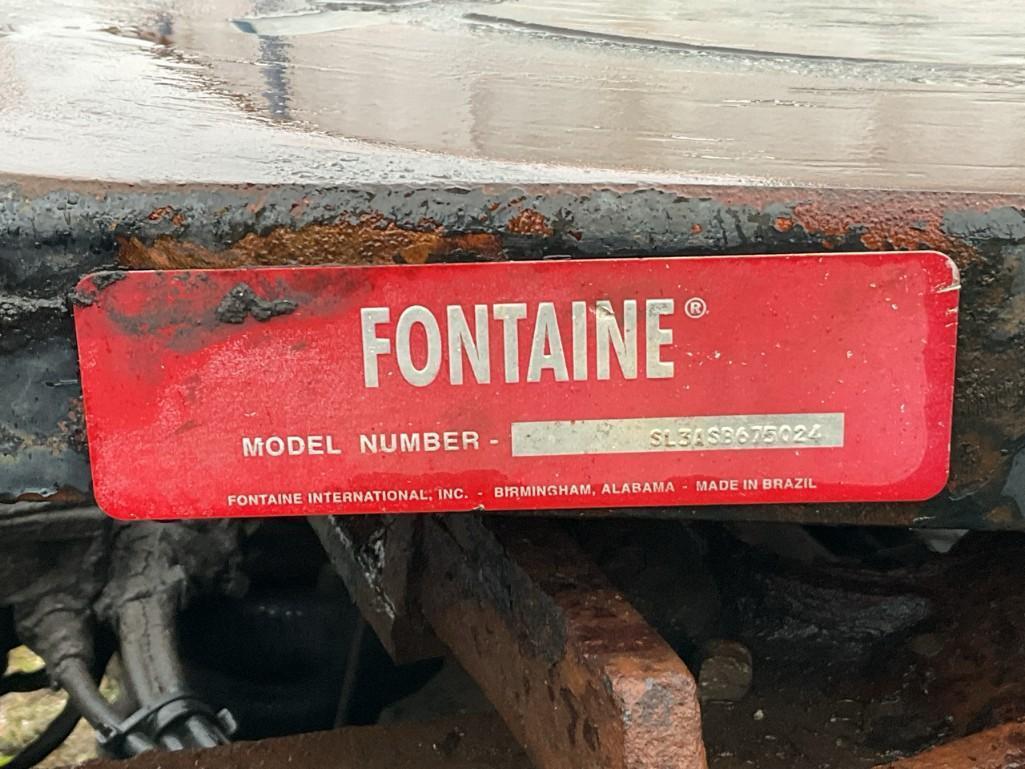 FONTAINE®
MODEL NUMBER - SL3ASB675024
FONTAINE INTERNATIONAL, INC. - BIRMINGHAM, ALABAMA - MADE IN BRAZIL